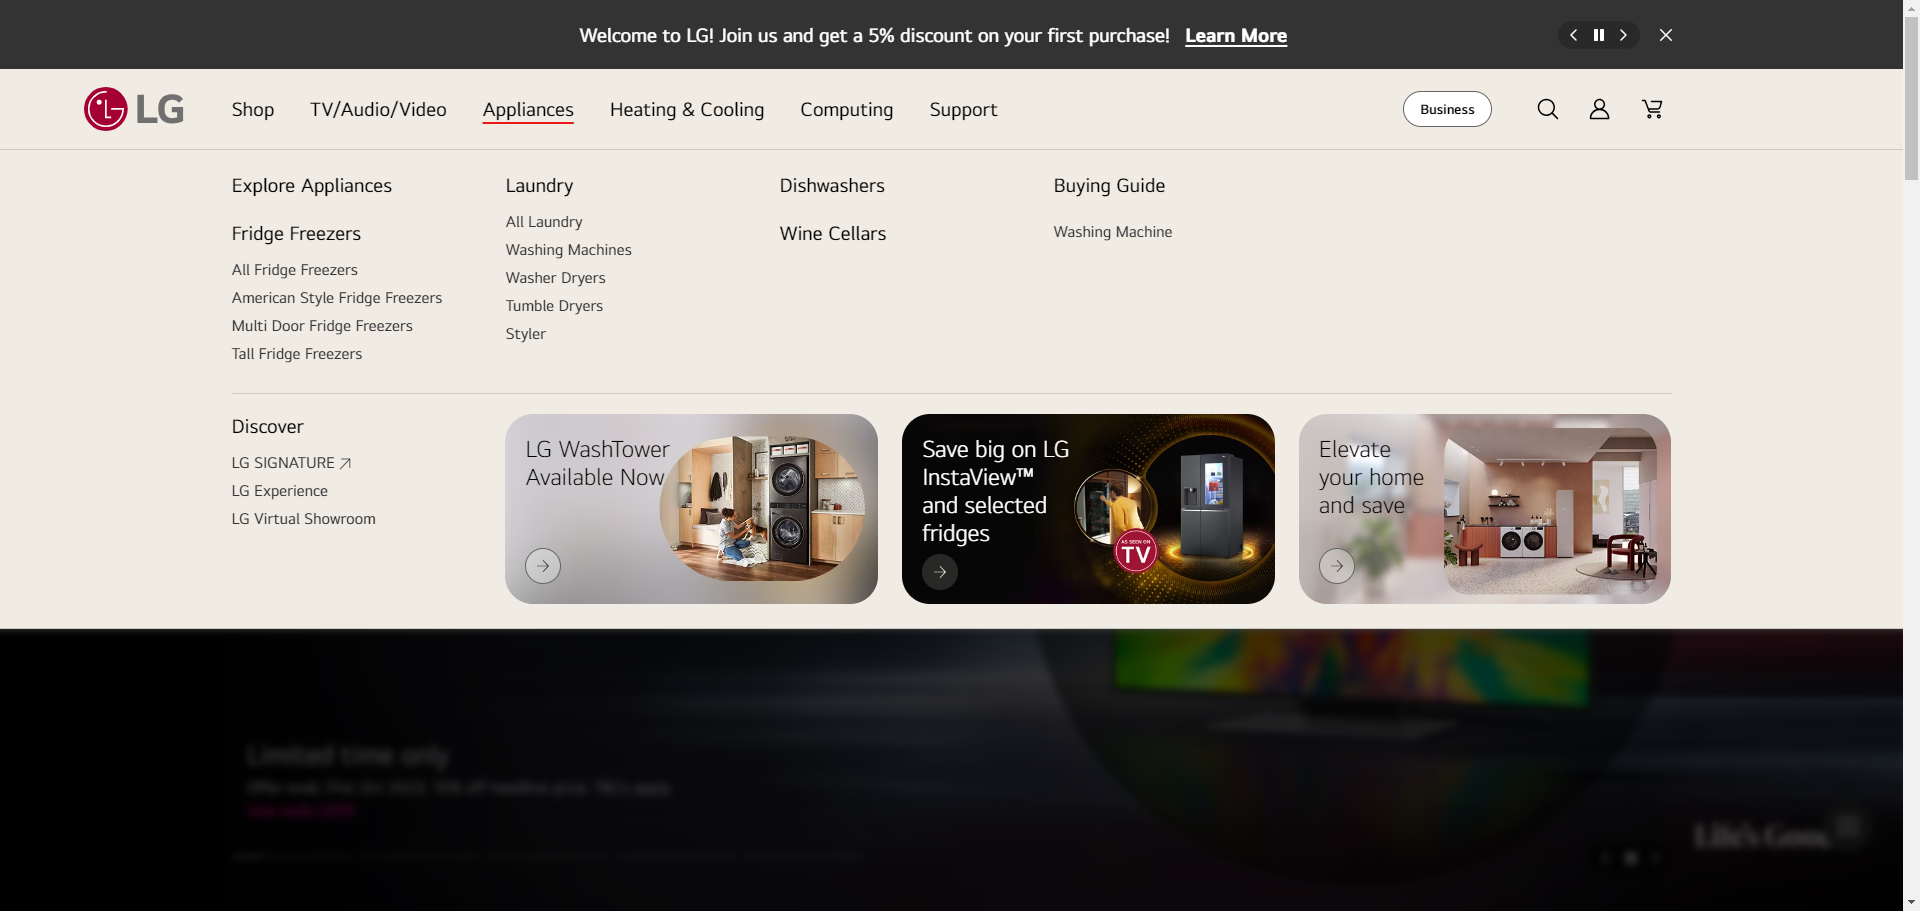 Welcome to LG! Join us and get a 5% discount on your first purchase! Learn More
LG Shop TV/Audio/Video Appliances Heating & Cooling Computing Support Business
Explore Appliances
Fridge Freezers
All Fridge Freezers
American Style Fridge Freezers
Multi Door Fridge Freezers
Tall Fridge Freezers
Laundry
All Laundry
Washing Machines
Washer Dryers
Tumble Dryers
Styler
Dishwashers
Wine Cellars
Buying Guide
Washing Machine
Discover
LG SIGNATURE
LG Experience
LG Virtual Showroom
LG WashTower
Available Now
Save big on LG
InstaView™
and selected
fridges
AS SEEN ON
TV
Elevate
your home
and save
Limited time only